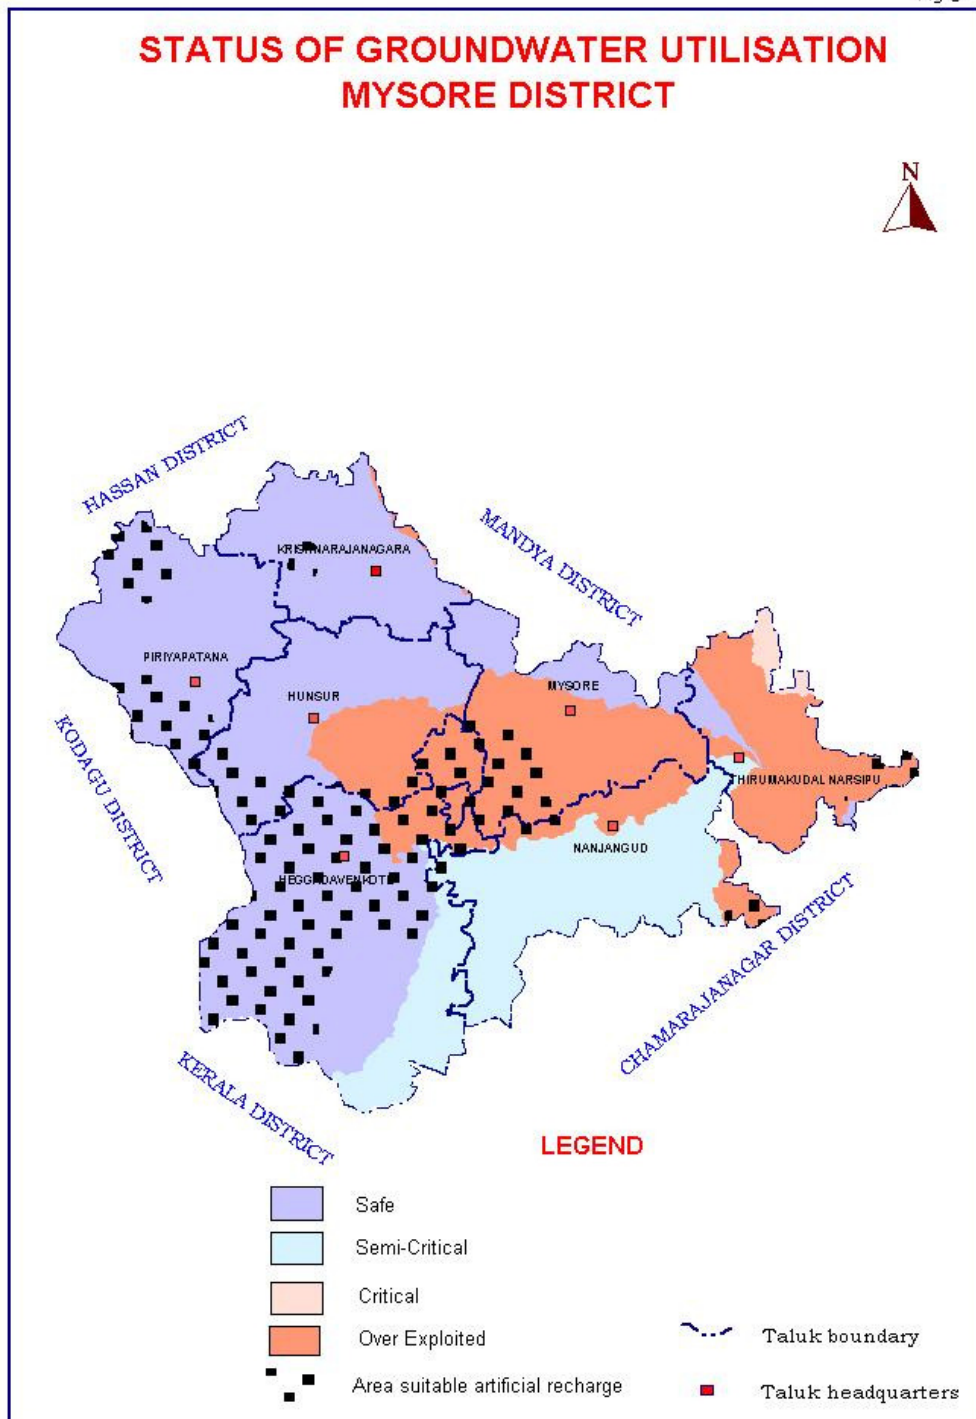 STATUS OF GROUNDWATER UTILISATION
MYSORE DISTRICT
N
HASSAN DISTRICT
MANDYA DISTRICT
KRISHNARAJANAGARA
PIRIYAPATANA
HUNSUR
MYSORE
KODAGU DISTRICT
THIRUMAKUDAL NARSIPU
NANJANGUD
HEGGADAVENKOTE
CHAMARAJANAGAR DISTRICT
KERALA DISTRICT
LEGEND
Safe
Semi-Critical
Critical
Over Exploited
Area suitable artificial recharge
Taluk boundary
Taluk headquarters